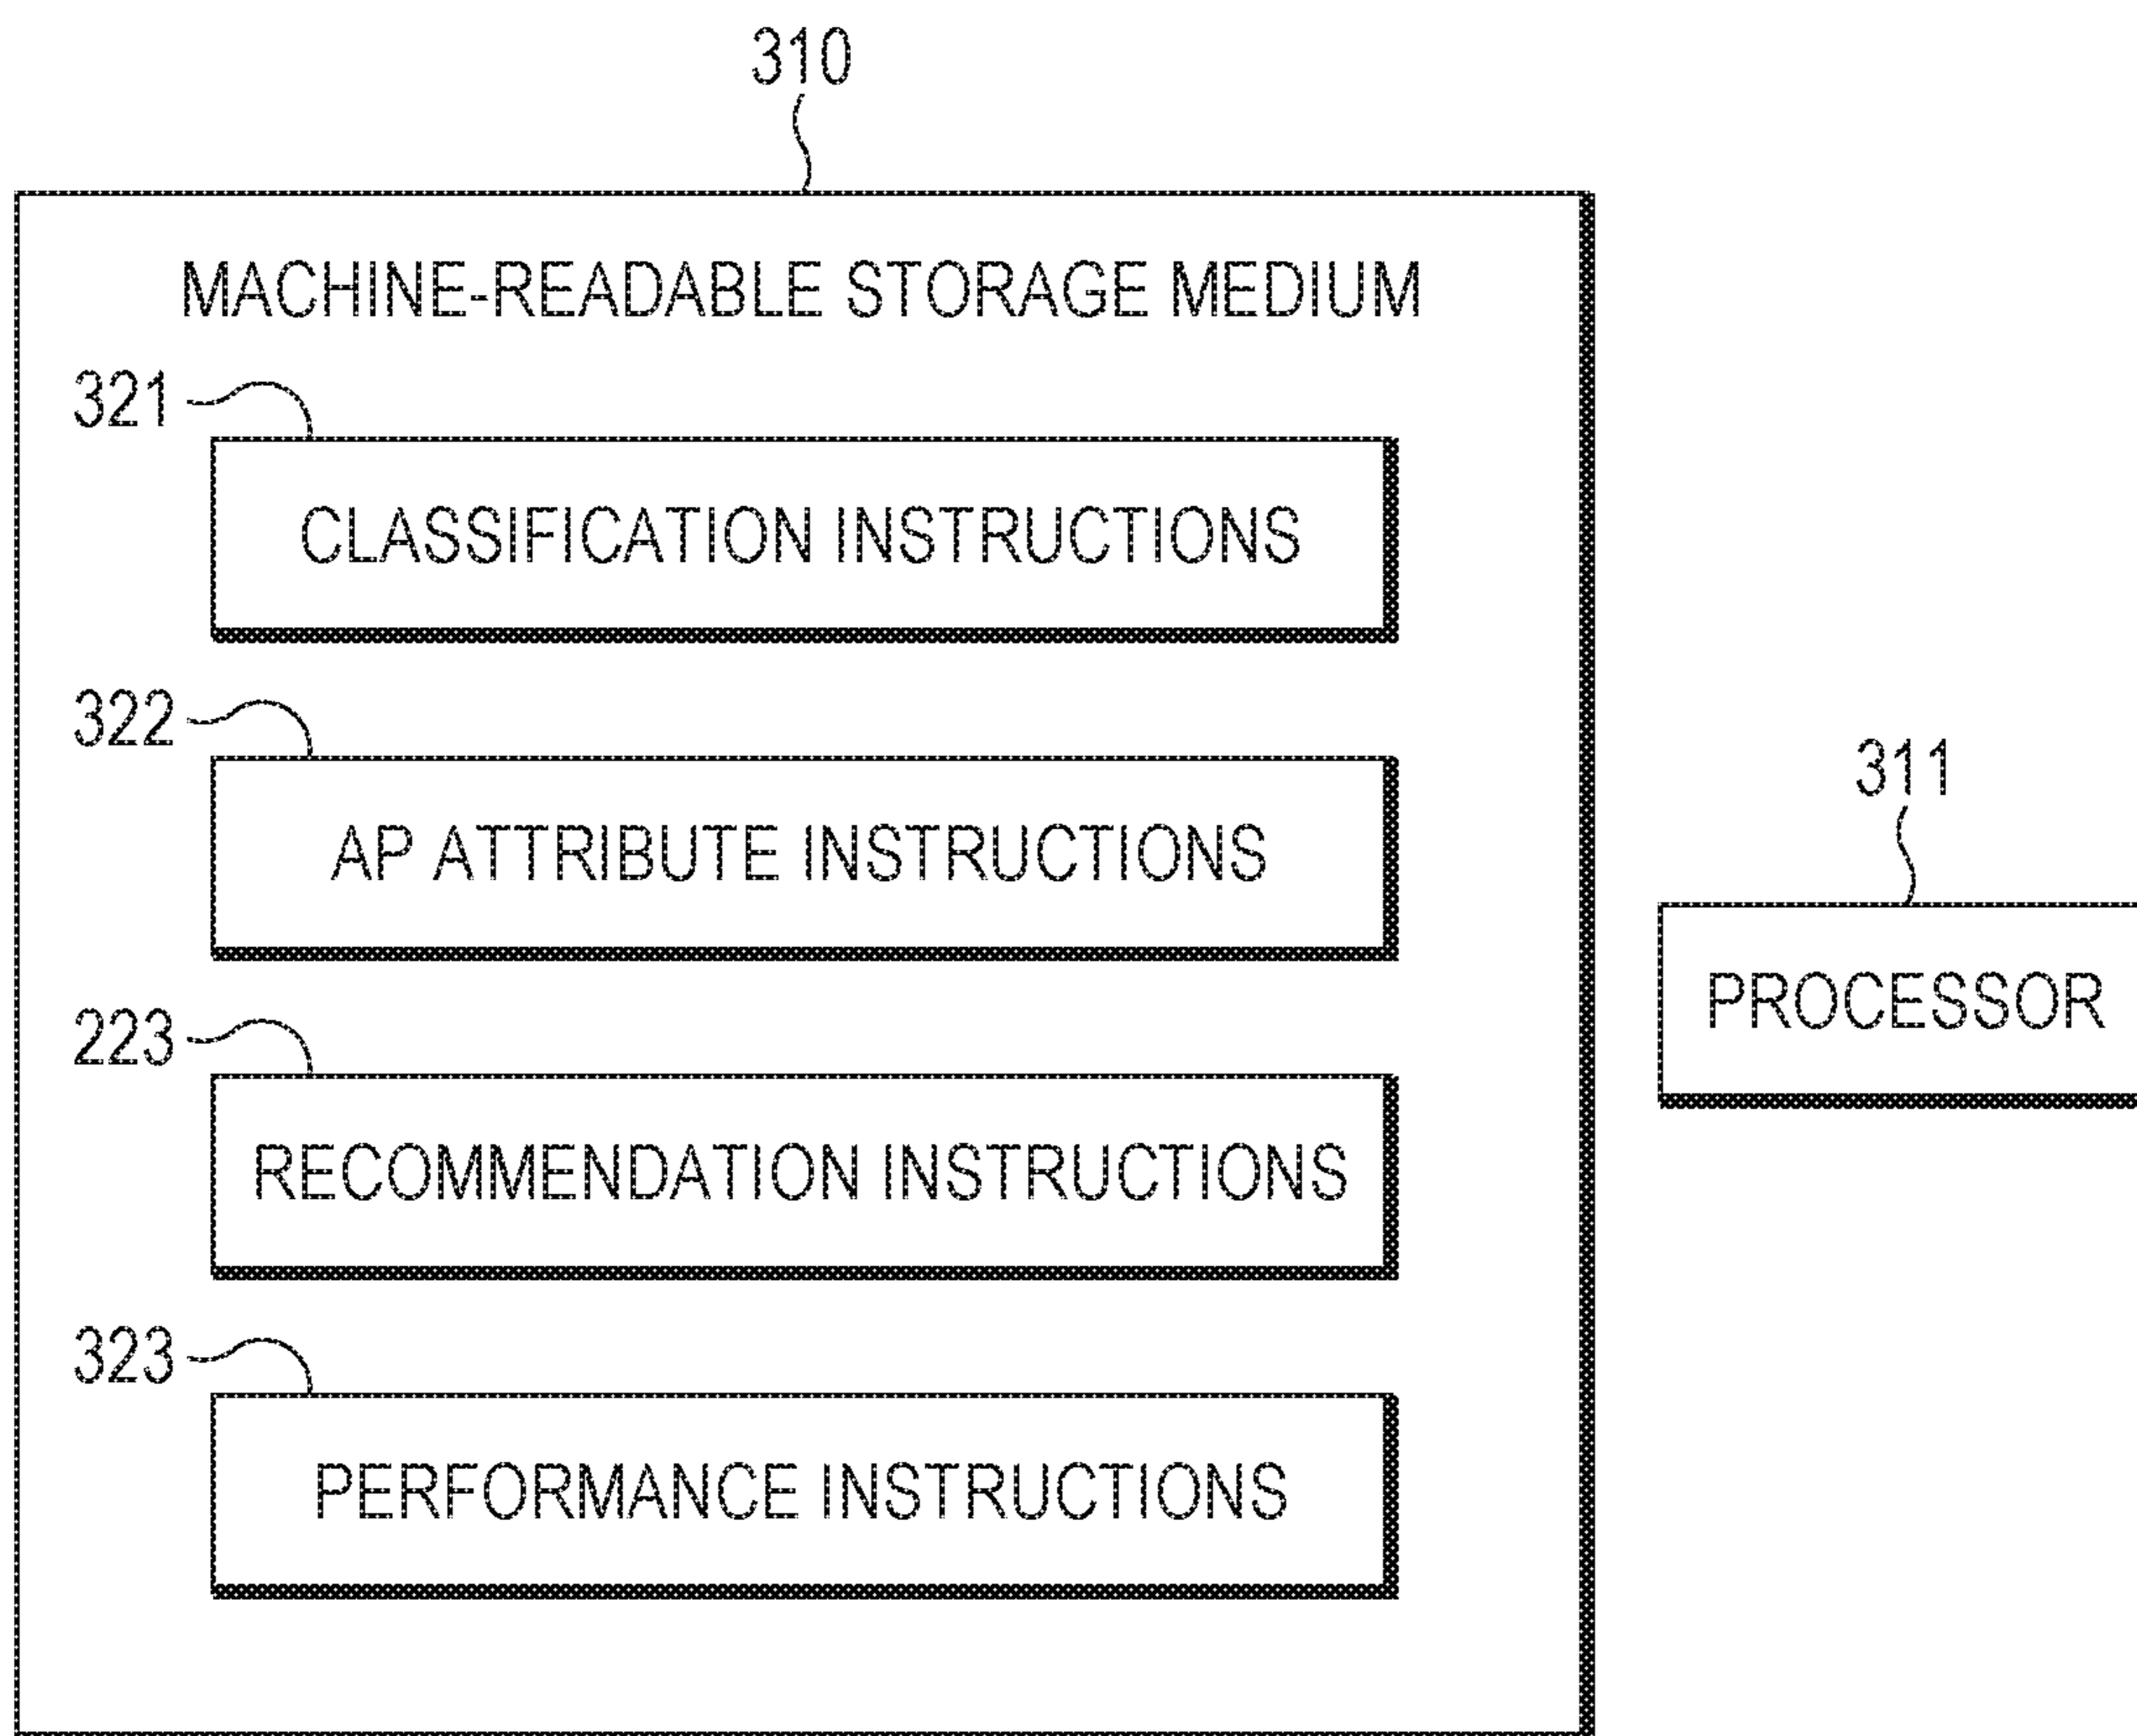 310
MACHINE-READABLE STORAGE MEDIUM
321
CLASSIFICATION INSTRUCTIONS
322
AP ATTRIBUTE INSTRUCTIONS
311
PROCESSOR
223
RECOMMENDATION INSTRUCTIONS
323
PERFORMANCE INSTRUCTIONS